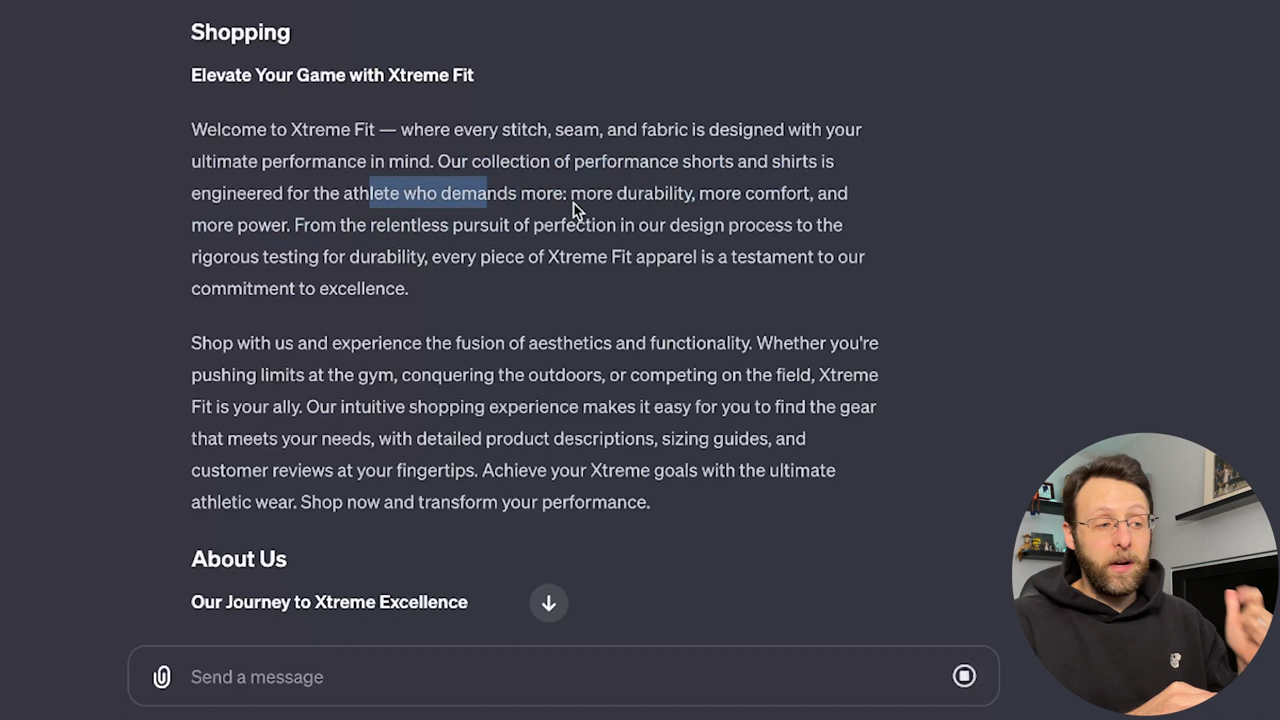 Shopping
Elevate Your Game with Xtreme Fit
Welcome to Xtreme Fit — where every stitch, seam, and fabric is designed with your
ultimate performance in mind. Our collection of performance shorts and shirts is
engineered for the athlete who demands more: more durability, more comfort, and
more power. From the relentless pursuit of perfection in our design process to the
rigorous testing for durability, every piece of Xtreme Fit apparel is a testament to our
commitment to excellence.
Shop with us and experience the fusion of aesthetics and functionality. Whether you're
pushing limits at the gym, conquering the outdoors, or competing on the field, Xtreme
Fit is your ally. Our intuitive shopping experience makes it easy for you to find the gear
that meets your needs, with detailed product descriptions, sizing guides, and
customer reviews at your fingertips. Achieve your Xtreme goals with the ultimate
athletic wear. Shop now and transform your performance.
About Us
Our Journey to Xtreme Excellence
Send a message